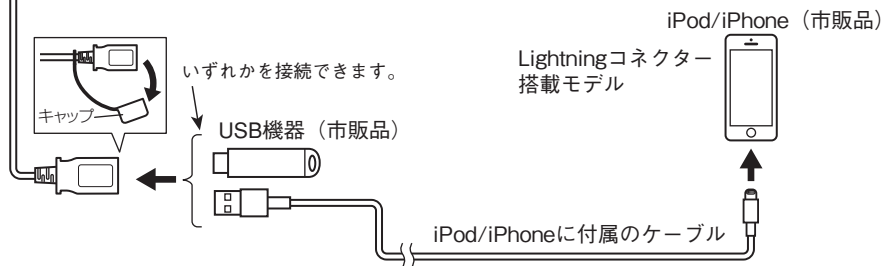 iPod/iPhone（市販品）
Lightningコネクター
搭載モデル
いずれかを接続できます。
キャップ
USB機器（市販品）
iPod/iPhoneに付属のケーブル